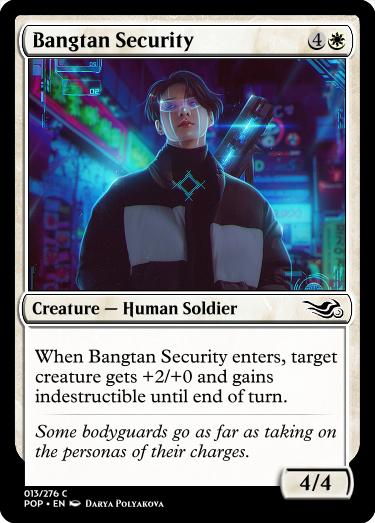 Bangtan Security 4
Creature — Human Soldier
When Bangtan Security enters, target
creature gets +2/+0 and gains
indestructible until end of turn.
Some bodyguards go as far as taking on
the personas of their charges.
4/4
013/276 C
POP • EN Darya Polyakova